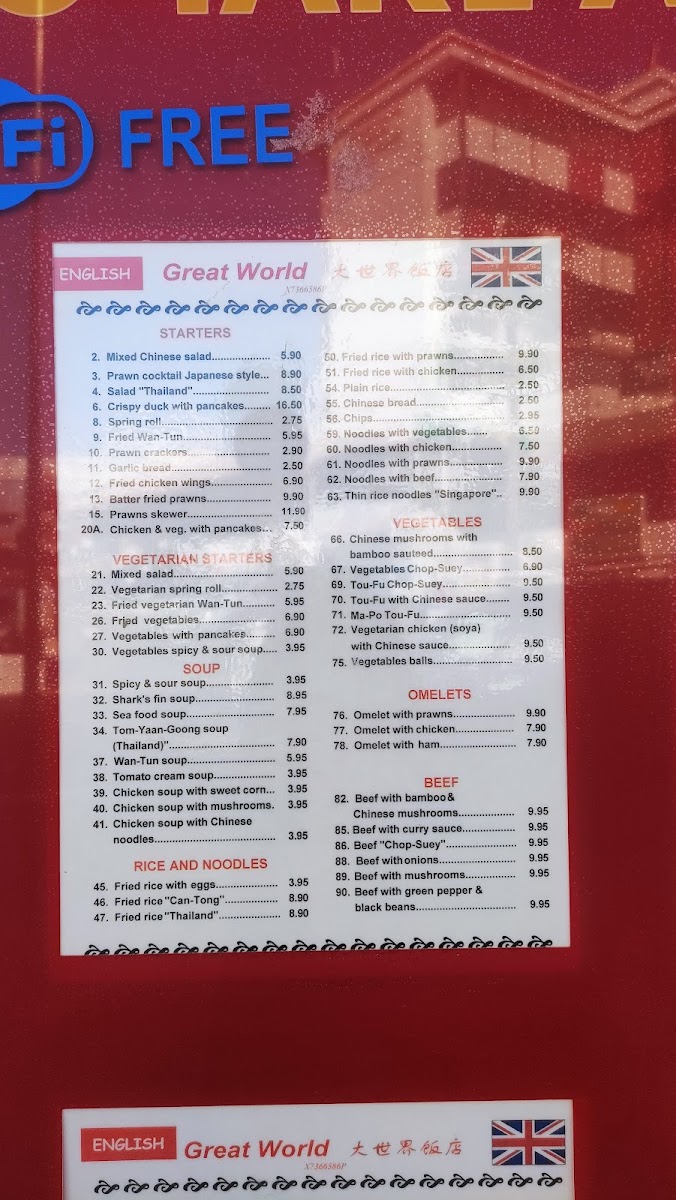 Fi FREE
ENGLISH Great World 大世界飯店
X7366586P
STARTERS
2. Mixed Chinese salad.................... 5.90
3. Prawn cocktail Japanese style... 8.90
4. Salad "Thailand"......................... 8.50
6. Crispy duck with pancakes......... 16.50
8. Spring roll..................................... 2.75
9. Fried Wan-Tun.............................. 5.95
10. Prawn crackers............................ 2.90
11. Garlic bread................................. 2.50
12. Fried chicken wings..................... 6.90
13. Batter fried prawns...................... 9.90
15. Prawns skewer............................ 11.90
20A. Chicken & veg. with pancakes... 7.50
VEGETARIAN STARTERS
21. Mixed salad................................. 5.90
22. Vegetarian spring roll.................. 2.75
23. Fried vegetarian Wan-Tun........... 5.95
26. Fried vegetables......................... 6.90
27. Vegetables with pancakes.......... 6.90
30. Vegetables spicy & sour soup..... 3.95
SOUP
31. Spicy & sour soup...................... 3.95
32. Shark's fin soup.......................... 8.95
33. Sea food soup............................. 7.95
34. Tom-Yaan-Goong soup
(Thailand)"................................... 7.90
37. Wan-Tun soup............................. 5.95
38. Tomato cream soup.................... 3.95
39. Chicken soup with sweet corn... 3.95
40. Chicken soup with mushrooms. 3.95
41. Chicken soup with Chinese
noodles........................................ 3.95
RICE AND NOODLES
45. Fried rice with eggs.................... 3.95
46. Fried rice "Can-Tong"................. 8.90
47. Fried rice "Thailand".................... 8.90
50. Fried rice with prawns................ 9.90
51. Fried rice with chicken............... 6.50
54. Plain rice..................................... 2.50
55. Chinese bread............................. 2.50
56. Chips........................................... 2.95
59. Noodles with vegetables....... 6.50
60. Noodles with chicken................ 7.50
61. Noodles with prawns................. 9.90
62. Noodles with beef...................... 7.90
63. Thin rice noodles "Singapore".. 9.90
VEGETABLES
66. Chinese mushrooms with
bamboo sauteed......................... 8.50
67. Vegetables Chop-Suey............... 6.90
69. Tou-Fu Chop-Suey...................... 9.50
70. Tou-Fu with Chinese sauce........ 9.50
71. Ma-Po Tou-Fu.............................. 9.50
72. Vegetarian chicken (soya)
with Chinese sauce..................... 9.50
75. Vegetables balls.......................... 9.50
OMELETS
76. Omelet with prawns..................... 9.90
77. Omelet with chicken.................... 7.90
78. Omelet with ham......................... 7.90
BEEF
82. Beef with bamboo&
Chinese mushrooms................... 9.95
85. Beef with curry sauce................. 9.95
86. Beef "Chop-Suey"........................ 9.95
88. Beef withonions.......................... 9.95
89. Beef with mushrooms................. 9.95
90. Beef with green pepper &
black beans.................................. 9.95
ENGLISH Great World 大世界飯店
X7366586P